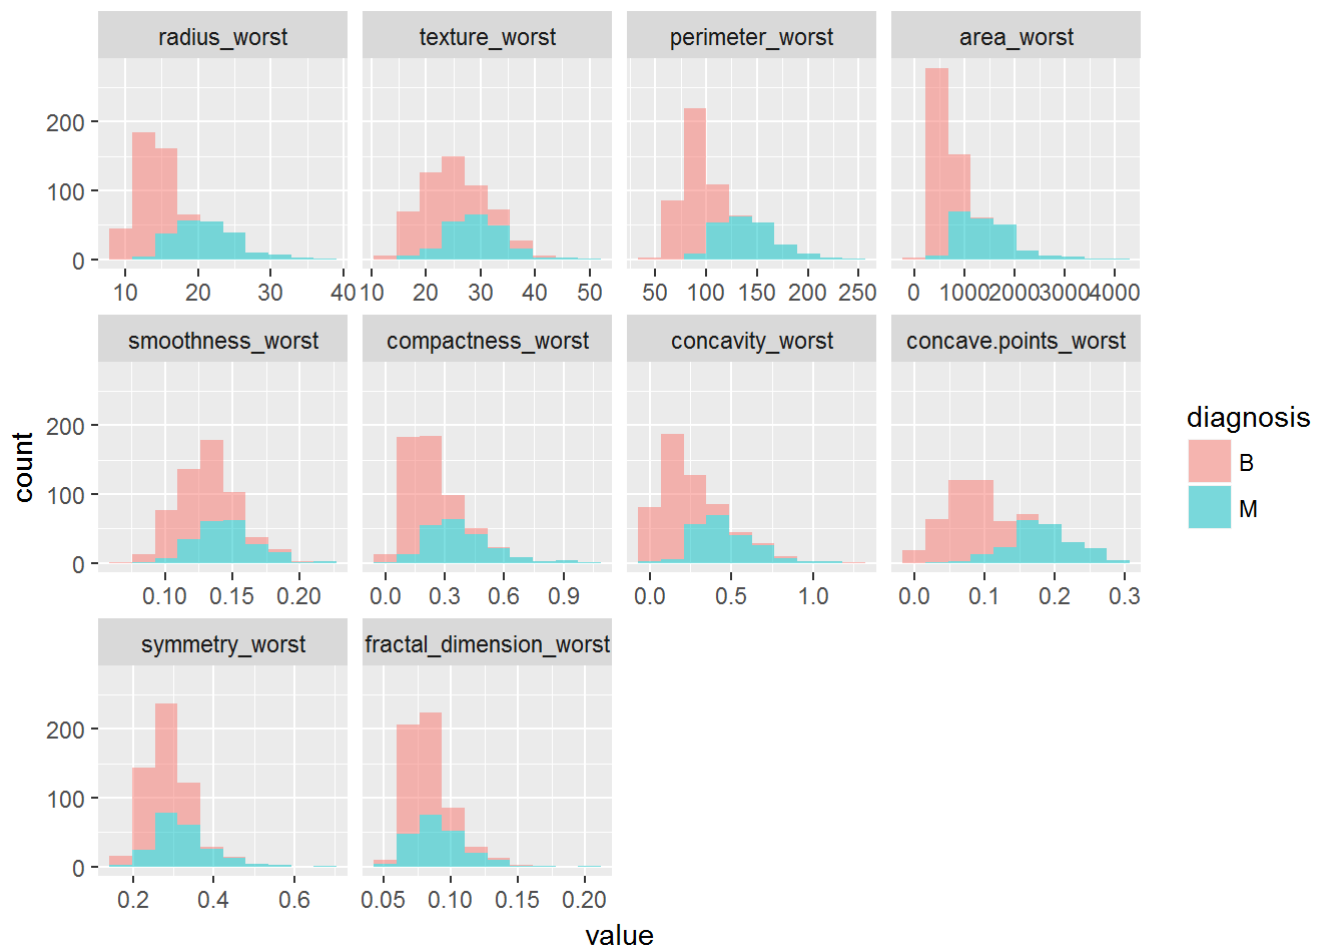 radius_worst texture_worst perimeter_worst area_worst
200
100
0
10 20 30 40 10 20 30 40 50 50 100 150 200 250 0 1000 2000 3000 4000
smoothness_worst compactness_worst concavity_worst concave.points_worst
200
100
0
0.10 0.15 0.20 0.0 0.3 0.6 0.9 0.0 0.5 1.0 0.0 0.1 0.2 0.3
symmetry_worst fractal_dimension_worst
200
100
0
0.2 0.4 0.6 0.05 0.10 0.15 0.20
count
value
diagnosis
B
M